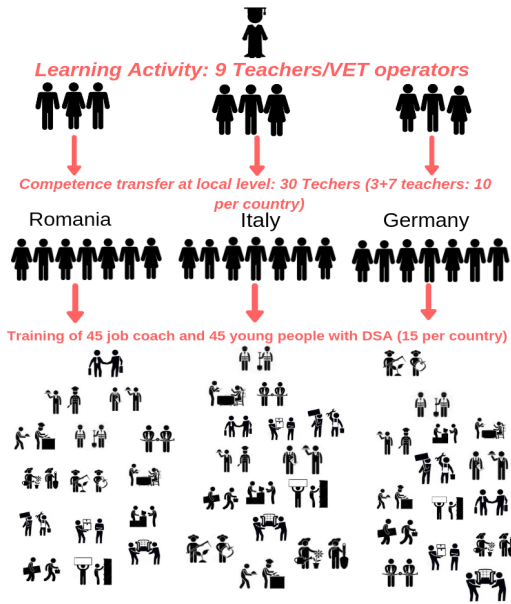 Learning Activity: 9 Teachers/VET operators
Competence transfer at local level: 30 Techers (3+7 teachers: 10
per country)
Romania
Italy
Germany
Training of 45 job coach and 45 young people with DSA (15 per country)